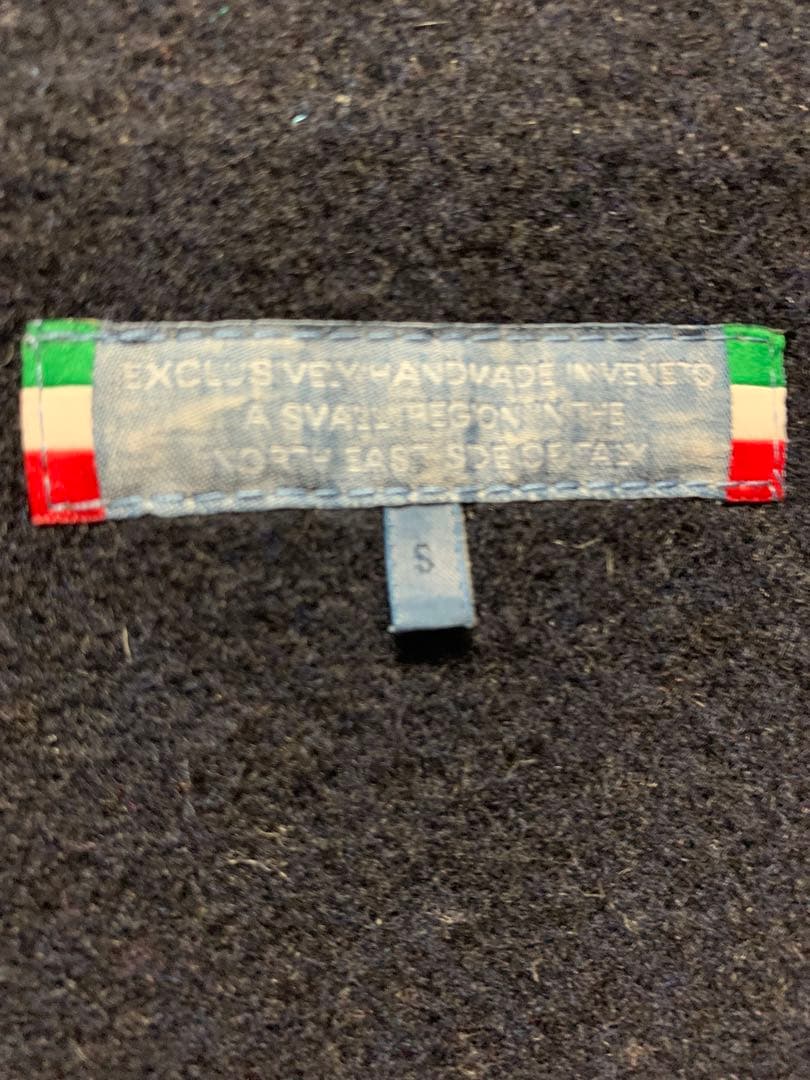 EXCLUSIVELY HANDMADE IN VENETO
A SMALL REGION IN THE
NORTH EAST SIDE OF ITALY
S